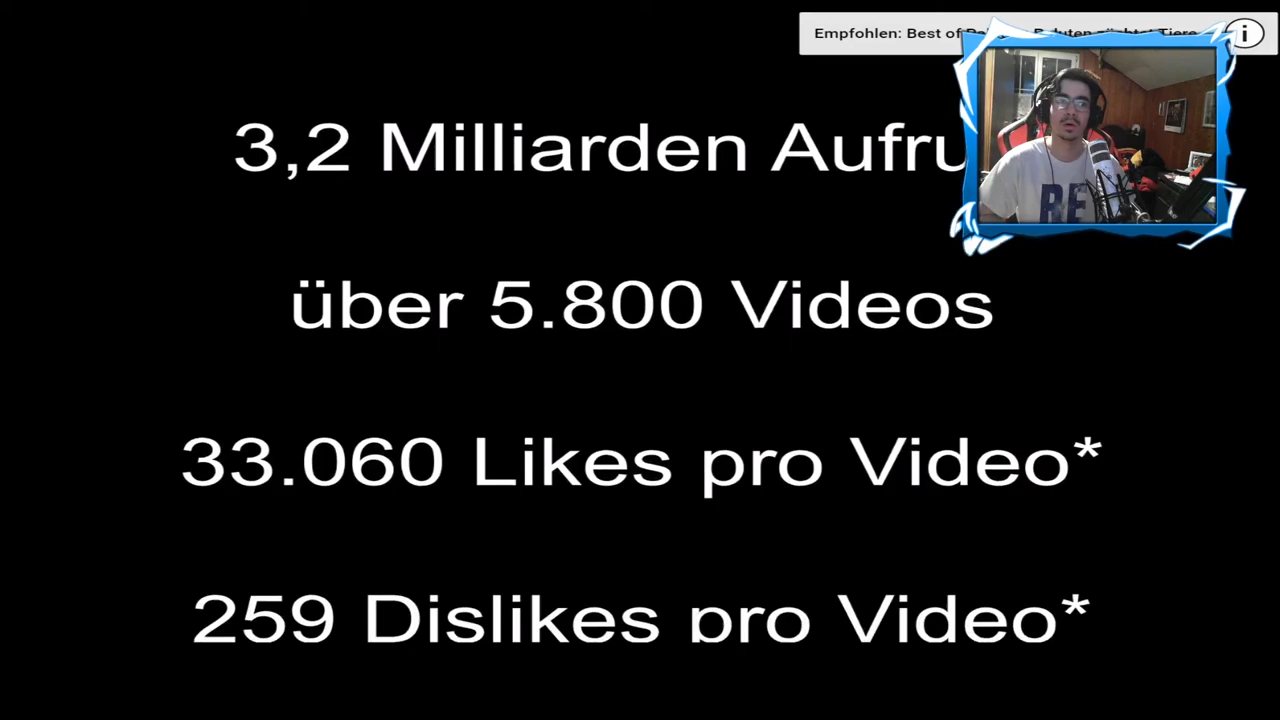 Empfohlen: Best of
3,2 Milliarden
über 5.800 Videos
33.060 Likes pro Video*
259 Dislikes pro Video*
RE